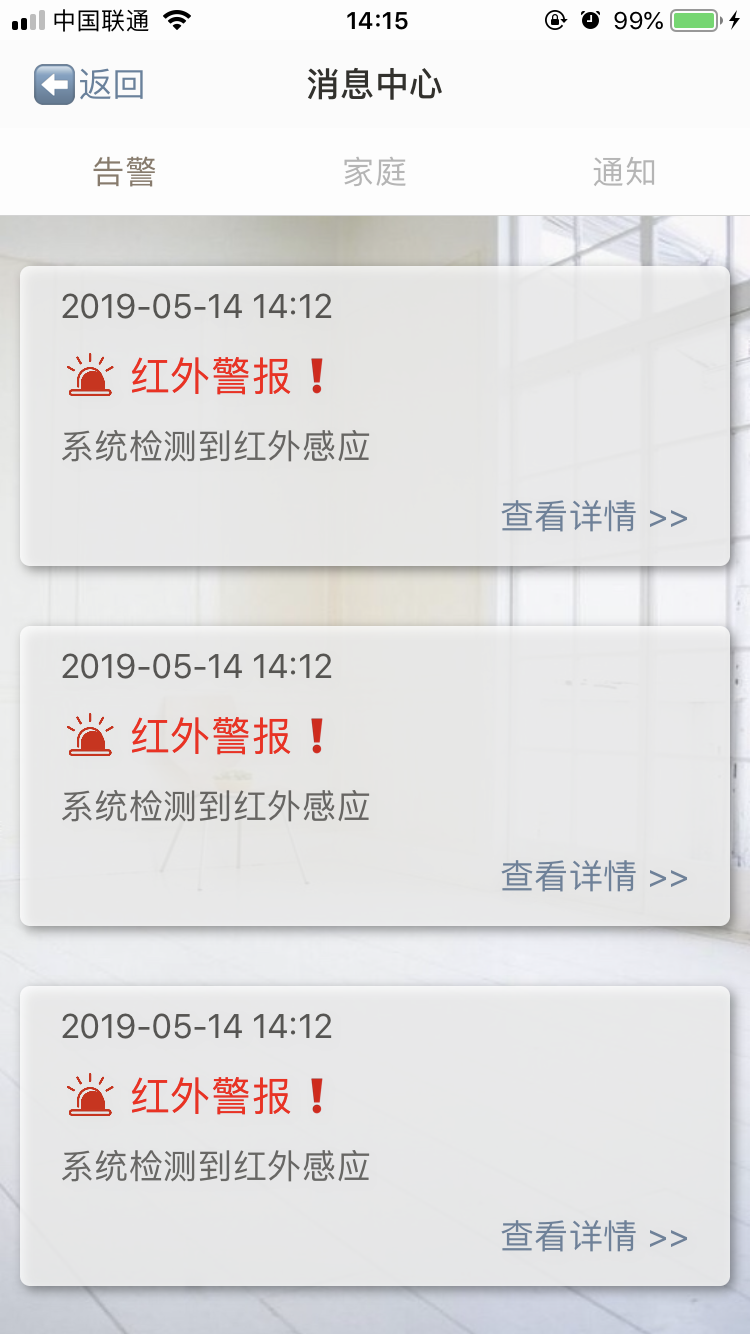 中国联通 14:15 99%
返回 消息中心
告警 家庭 通知
2019-05-14 14:12
红外警报❗
系统检测到红外感应
查看详情 >>
2019-05-14 14:12
红外警报❗
系统检测到红外感应
查看详情 >>
2019-05-14 14:12
红外警报❗
系统检测到红外感应
查看详情 >>